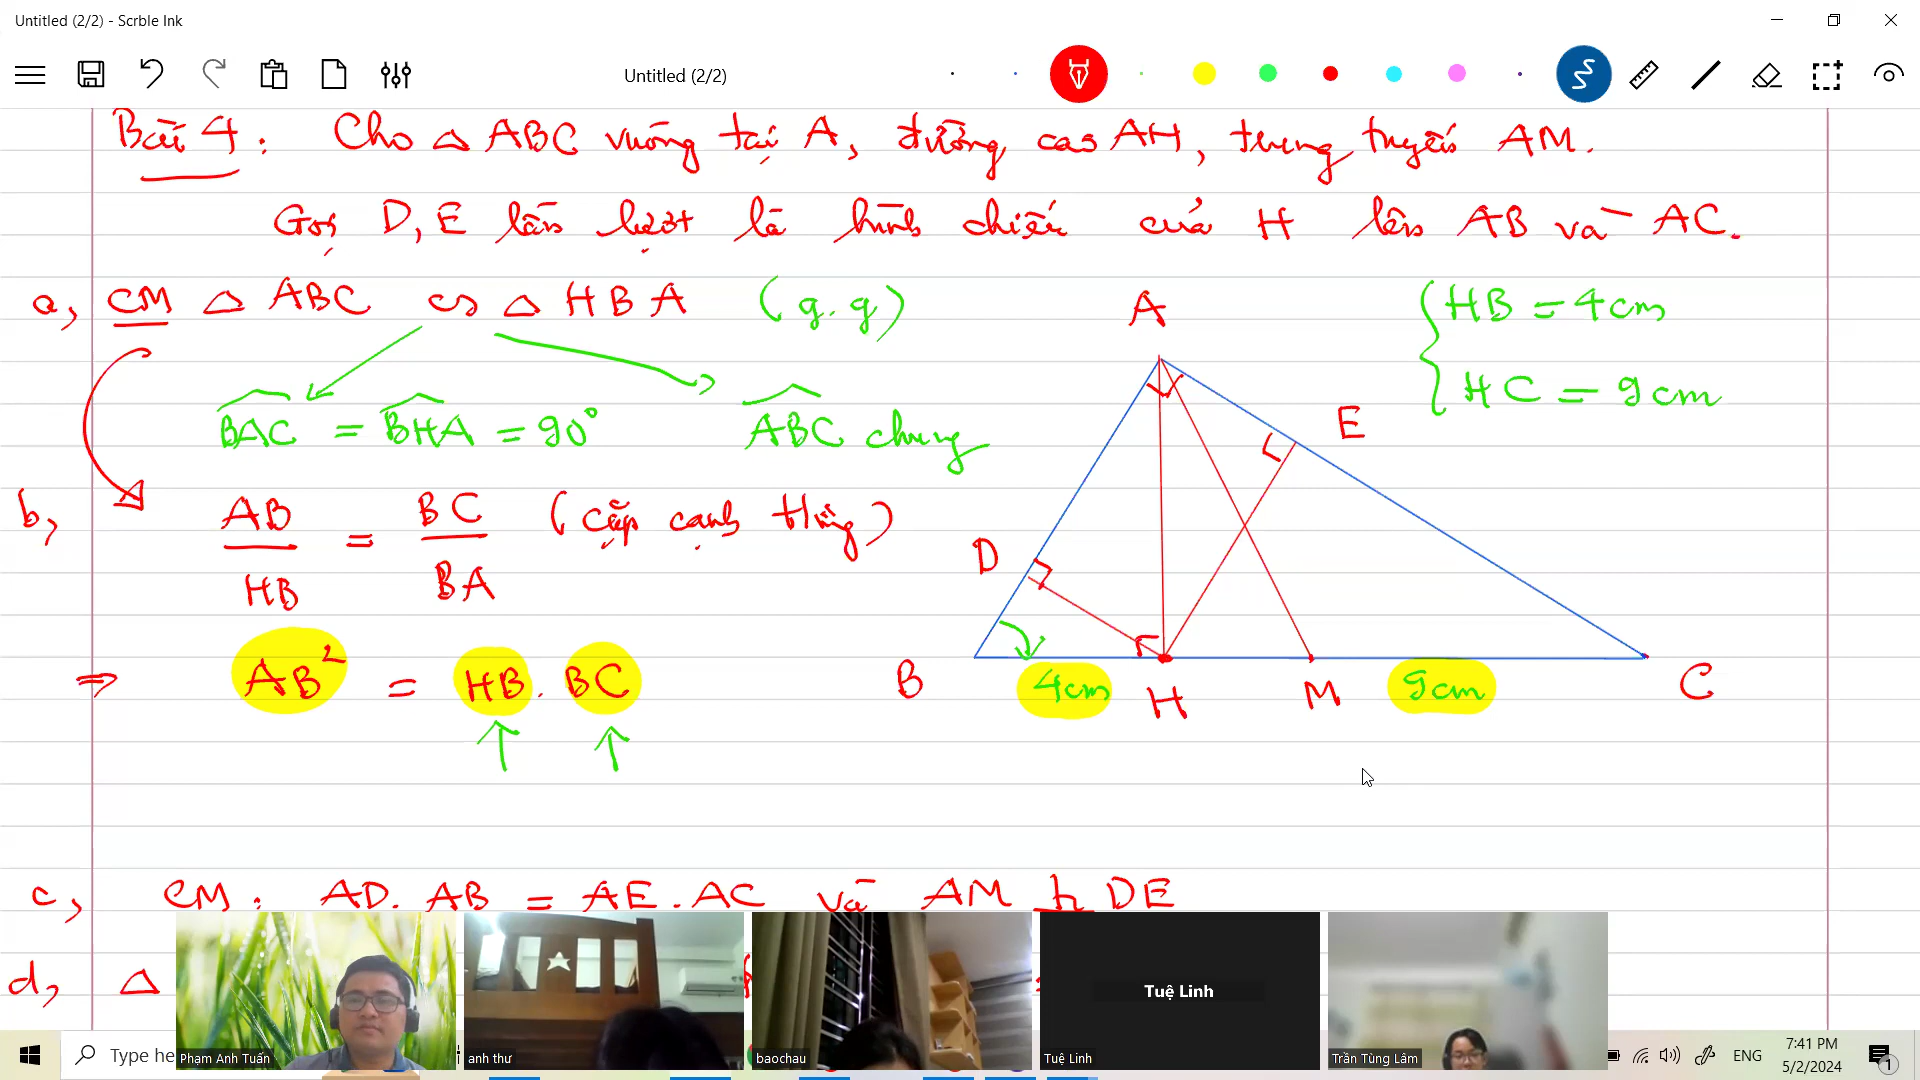 Untitled (2/2) - Scrble Ink
Untitled (2/2)
Bài 4: Cho △ ABC vuông tại A, đường cao AH, trung tuyến AM.
Gọi D, E lần lượt là hình chiếu của H lên AB và AC.
a, CM △ ABC ∽ △ HBA (g.g)
A
{ HB = 4cm
HC = 9cm
E
BAC = BHA = 90° ABC chung
b, AB/HB = BC/BA (cặp cạnh t/ứng)
D
⇒ AB² = HB. BC
B 4cm H M 9cm C
c, CM: AD. AB = AE. AC và AM ⊥ DE
d, △
Tuệ Linh
Phạm Anh Tuấn
anh thư
baochau
Tuệ Linh
Trần Tùng Lâm
Type he
ENG
7:41 PM
5/2/2024
1